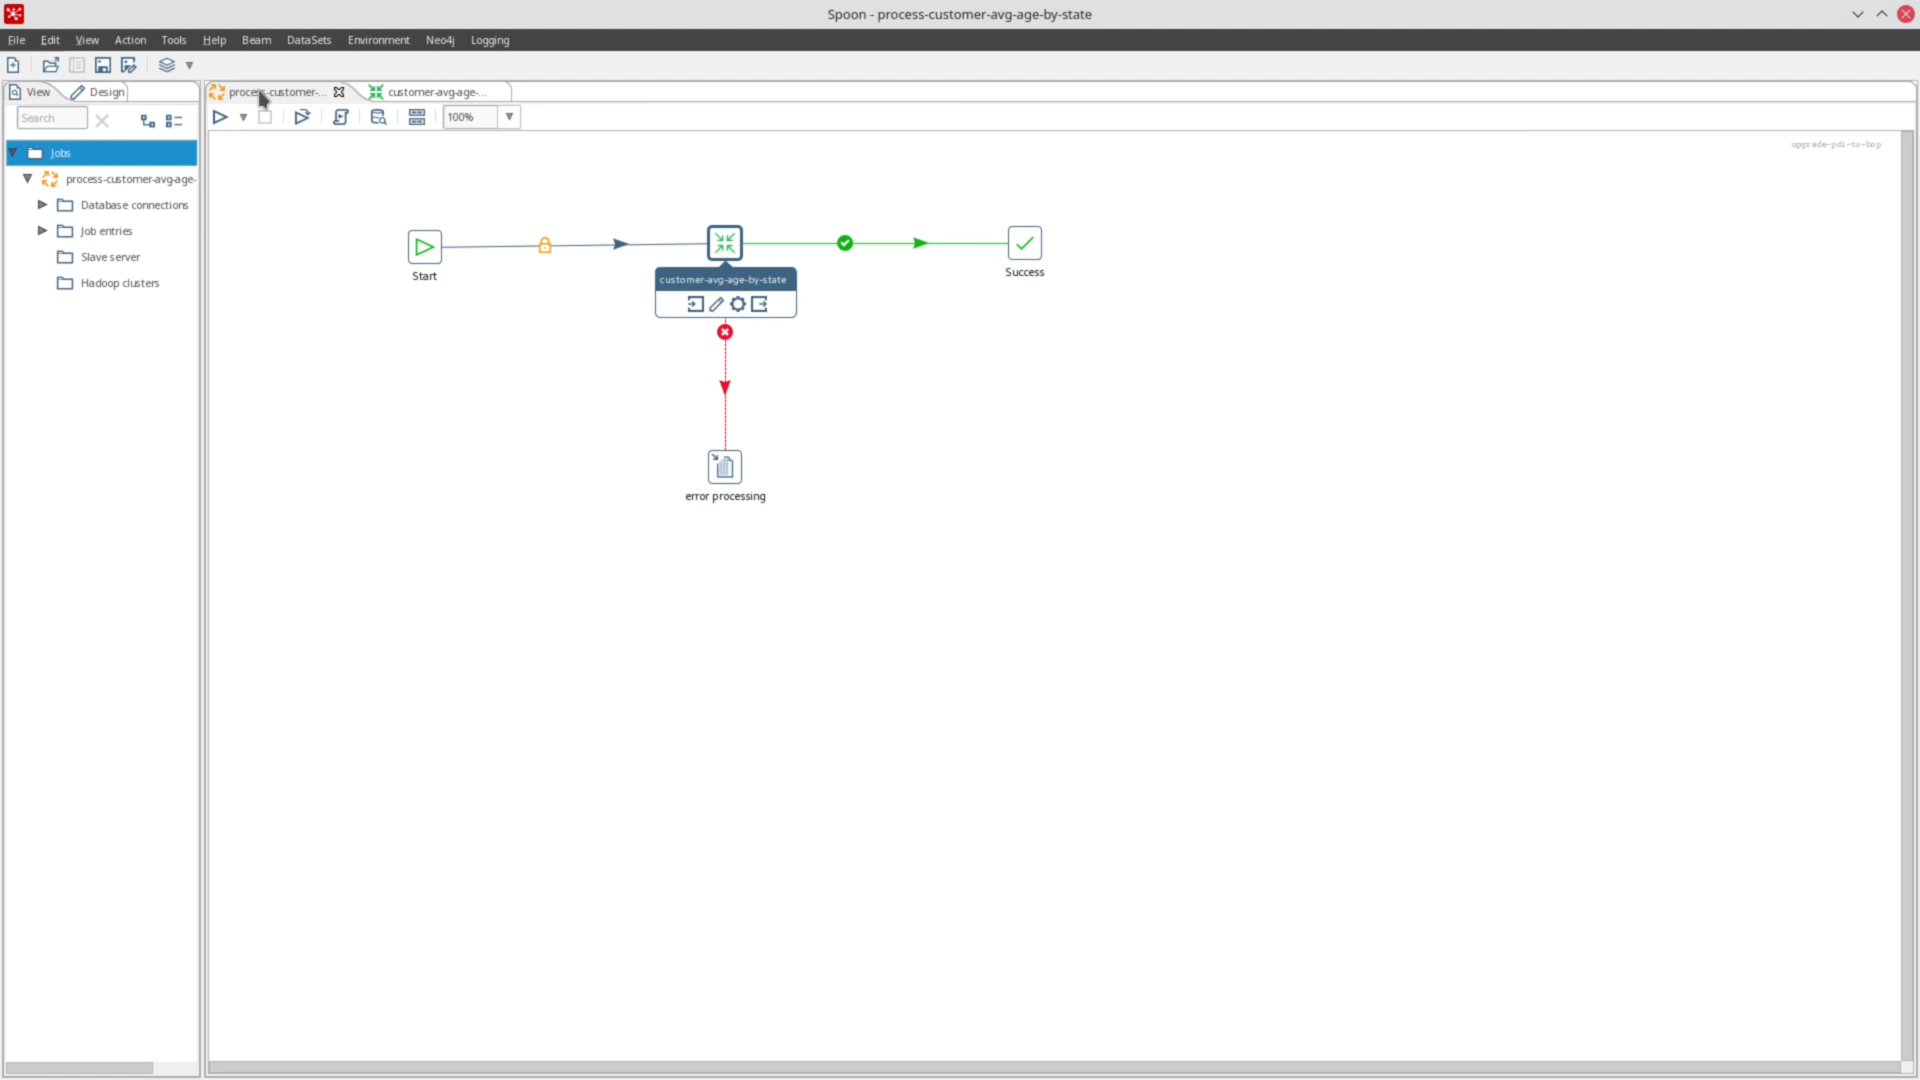 Spoon - process-customer-avg-age-by-state
File Edit View Action Tools Help Beam DataSets Environment Neo4j Logging
View Design
process-customer-... customer-avg-age-...
Search
100%
upgrade-pdi-to-hop
Jobs
process-customer-avg-age-
Database connections
Job entries
Slave server
Hadoop clusters
Start
customer-avg-age-by-state
Success
error processing